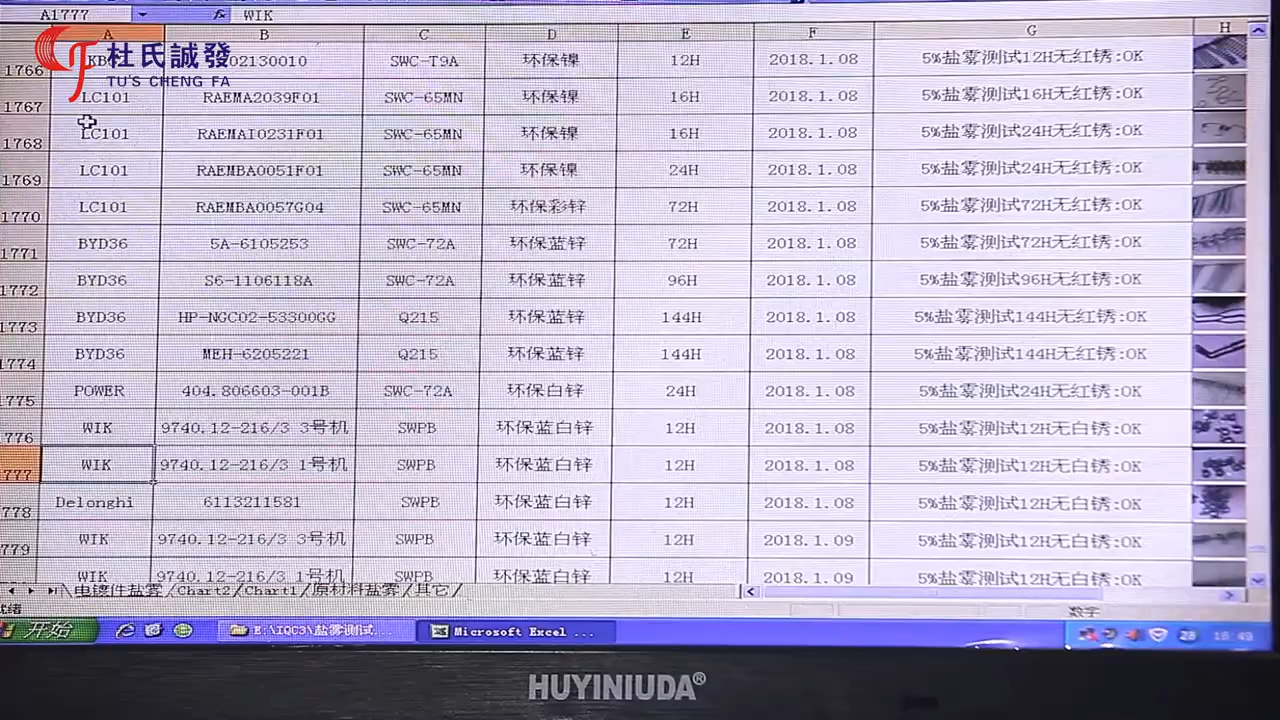 A1777 fx WIK
A B C D E F G H
杜氏誠發
TU'S CHENG FA
1766 02130010 SWC-T9A 环保镍 12H 2018.1.08 5%盐雾测试12H无红锈:OK
1767 LC101 RAEMA2039F01 SWC-65MN 环保镍 16H 2018.1.08 5%盐雾测试16H无红锈:OK
1768 LC101 RAEMAI0231F01 SWC-65MN 环保镍 16H 2018.1.08 5%盐雾测试24H无红锈:OK
1769 LC101 RAEMBA0051F01 SWC-65MN 环保镍 24H 2018.1.08 5%盐雾测试24H无红锈:OK
1770 LC101 RAEMBA0057G04 SWC-65MN 环保彩锌 72H 2018.1.08 5%盐雾测试72H无红锈:OK
1771 BYD36 5A-6105253 SWC-72A 环保蓝锌 72H 2018.1.08 5%盐雾测试72H无红锈:OK
1772 BYD36 S6-1106118A SWC-72A 环保蓝锌 96H 2018.1.08 5%盐雾测试96H无红锈:OK
1773 BYD36 HP-NGC02-53300GG Q215 环保蓝锌 144H 2018.1.08 5%盐雾测试144H无红锈:OK
1774 BYD36 MEH-6205221 Q215 环保蓝锌 144H 2018.1.08 5%盐雾测试144H无红锈:OK
1775 POWER 404.806603-001B SWC-72A 环保白锌 24H 2018.1.08 5%盐雾测试24H无红锈:OK
1776 WIK 9740.12-216/3 3号机 SWPB 环保蓝白锌 12H 2018.1.08 5%盐雾测试12H无白锈:OK
777 WIK 9740.12-216/3 1号机 SWPB 环保蓝白锌 12H 2018.1.08 5%盐雾测试12H无白锈:OK
778 Delonghi 6113211581 SWPB 环保蓝白锌 12H 2018.1.08 5%盐雾测试12H无白锈:OK
779 WIK 9740.12-216/3 3号机 SWPB 环保蓝白锌 12H 2018.1.09 5%盐雾测试12H无白锈:OK
WIK 9740.12-216/3 1号机 SWPB 环保蓝白锌 12H 2018.1.09 5%盐雾测试12H无白锈:OK
电镀件盐雾 / Chart2 / Chart1 / 原材料盐雾 / 其它 /
数字
开始 E:\IQC3\盐雾测试... Microsoft Excel ... 28
HUYINIUDA®